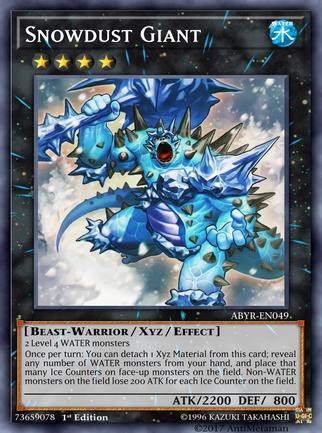 Snowdust Giant
WATER
水
ABYR-EN049
[Beast-Warrior / Xyz / Effect]
2 Level 4 WATER monsters
Once per turn: You can detach 1 Xyz Material from this card; reveal
any number of WATER monsters from your hand, and place that
many Ice Counters on face-up monsters on the field. Non-WATER
monsters on the field lose 200 ATK for each Ice Counter on the field.
ATK/2200 DEF/ 800
73659078 1st Edition ©1996 KAZUKI TAKAHASHI
©2017 AntiMetaman